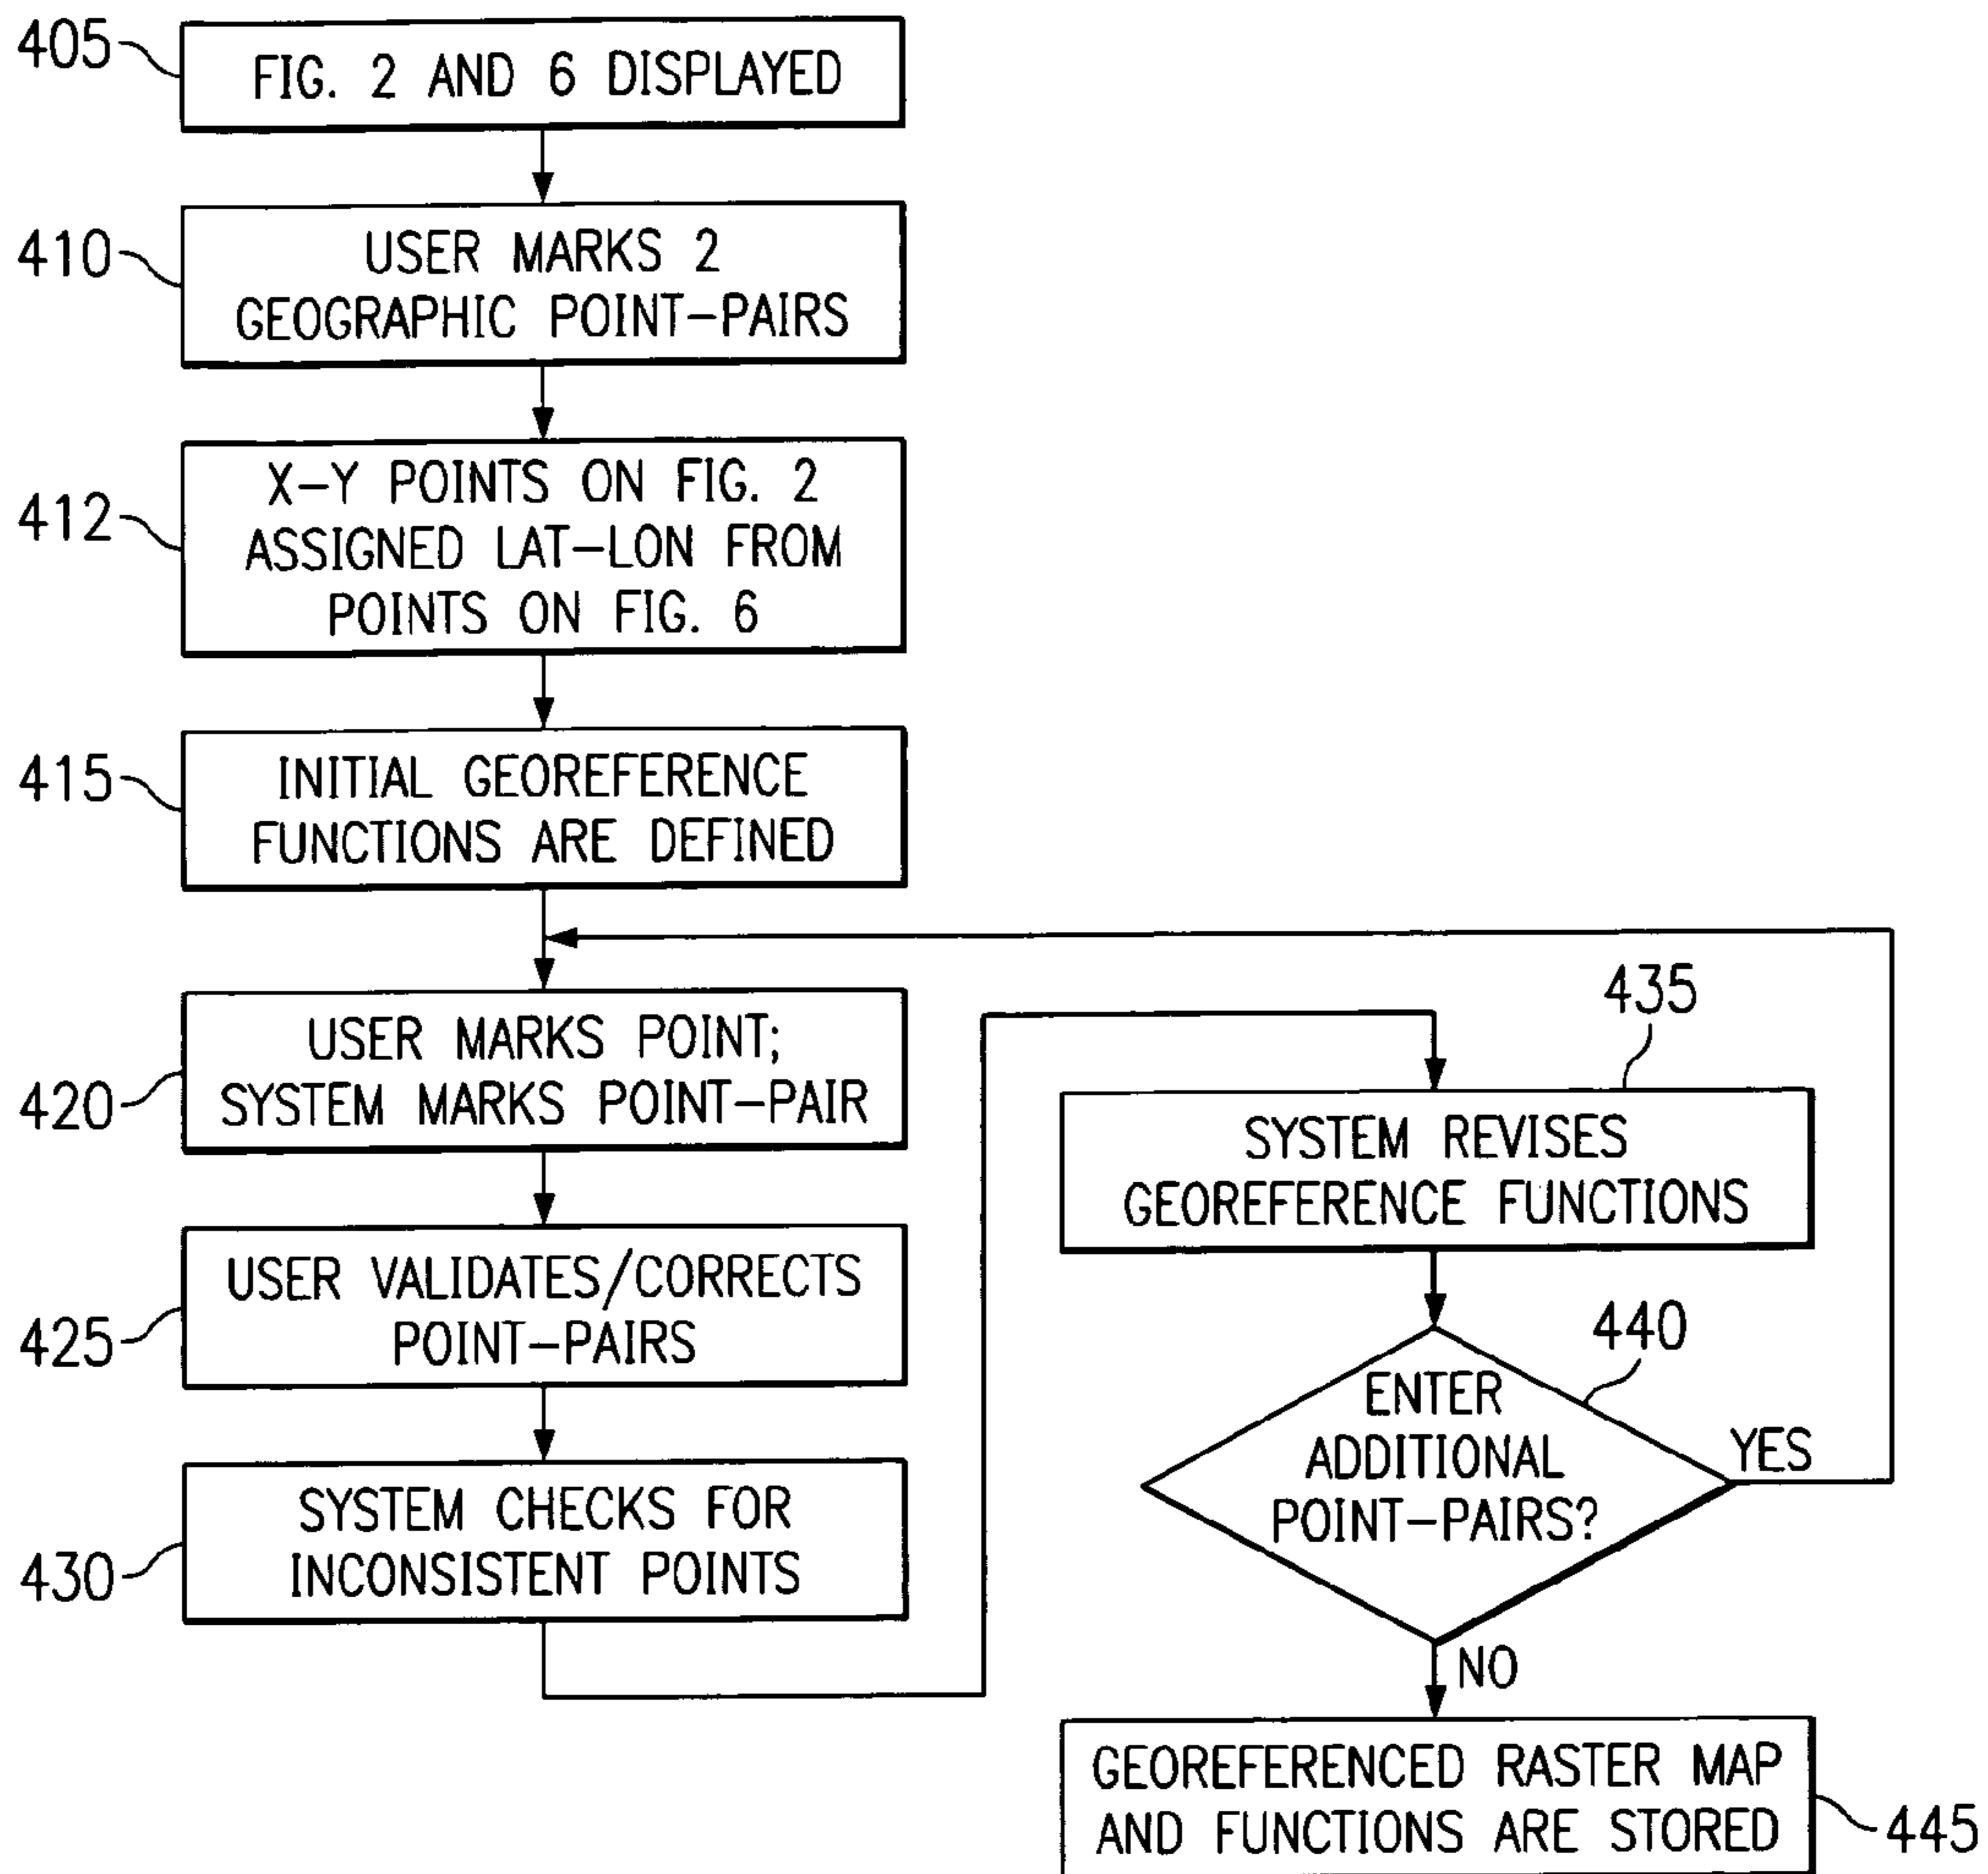 405
FIG. 2 AND 6 DISPLAYED
410
USER MARKS 2
GEOGRAPHIC POINT-PAIRS
412
X-Y POINTS ON FIG. 2
ASSIGNED LAT-LON FROM
POINTS ON FIG. 6
415
INITIAL GEOREFERENCE
FUNCTIONS ARE DEFINED
420
USER MARKS POINT;
SYSTEM MARKS POINT-PAIR
425
USER VALIDATES/CORRECTS
POINT-PAIRS
430
SYSTEM CHECKS FOR
INCONSISTENT POINTS
435
SYSTEM REVISES
GEOREFERENCE FUNCTIONS
440
ENTER
ADDITIONAL
POINT-PAIRS?
YES
NO
GEOREFERENCED RASTER MAP
AND FUNCTIONS ARE STORED
445